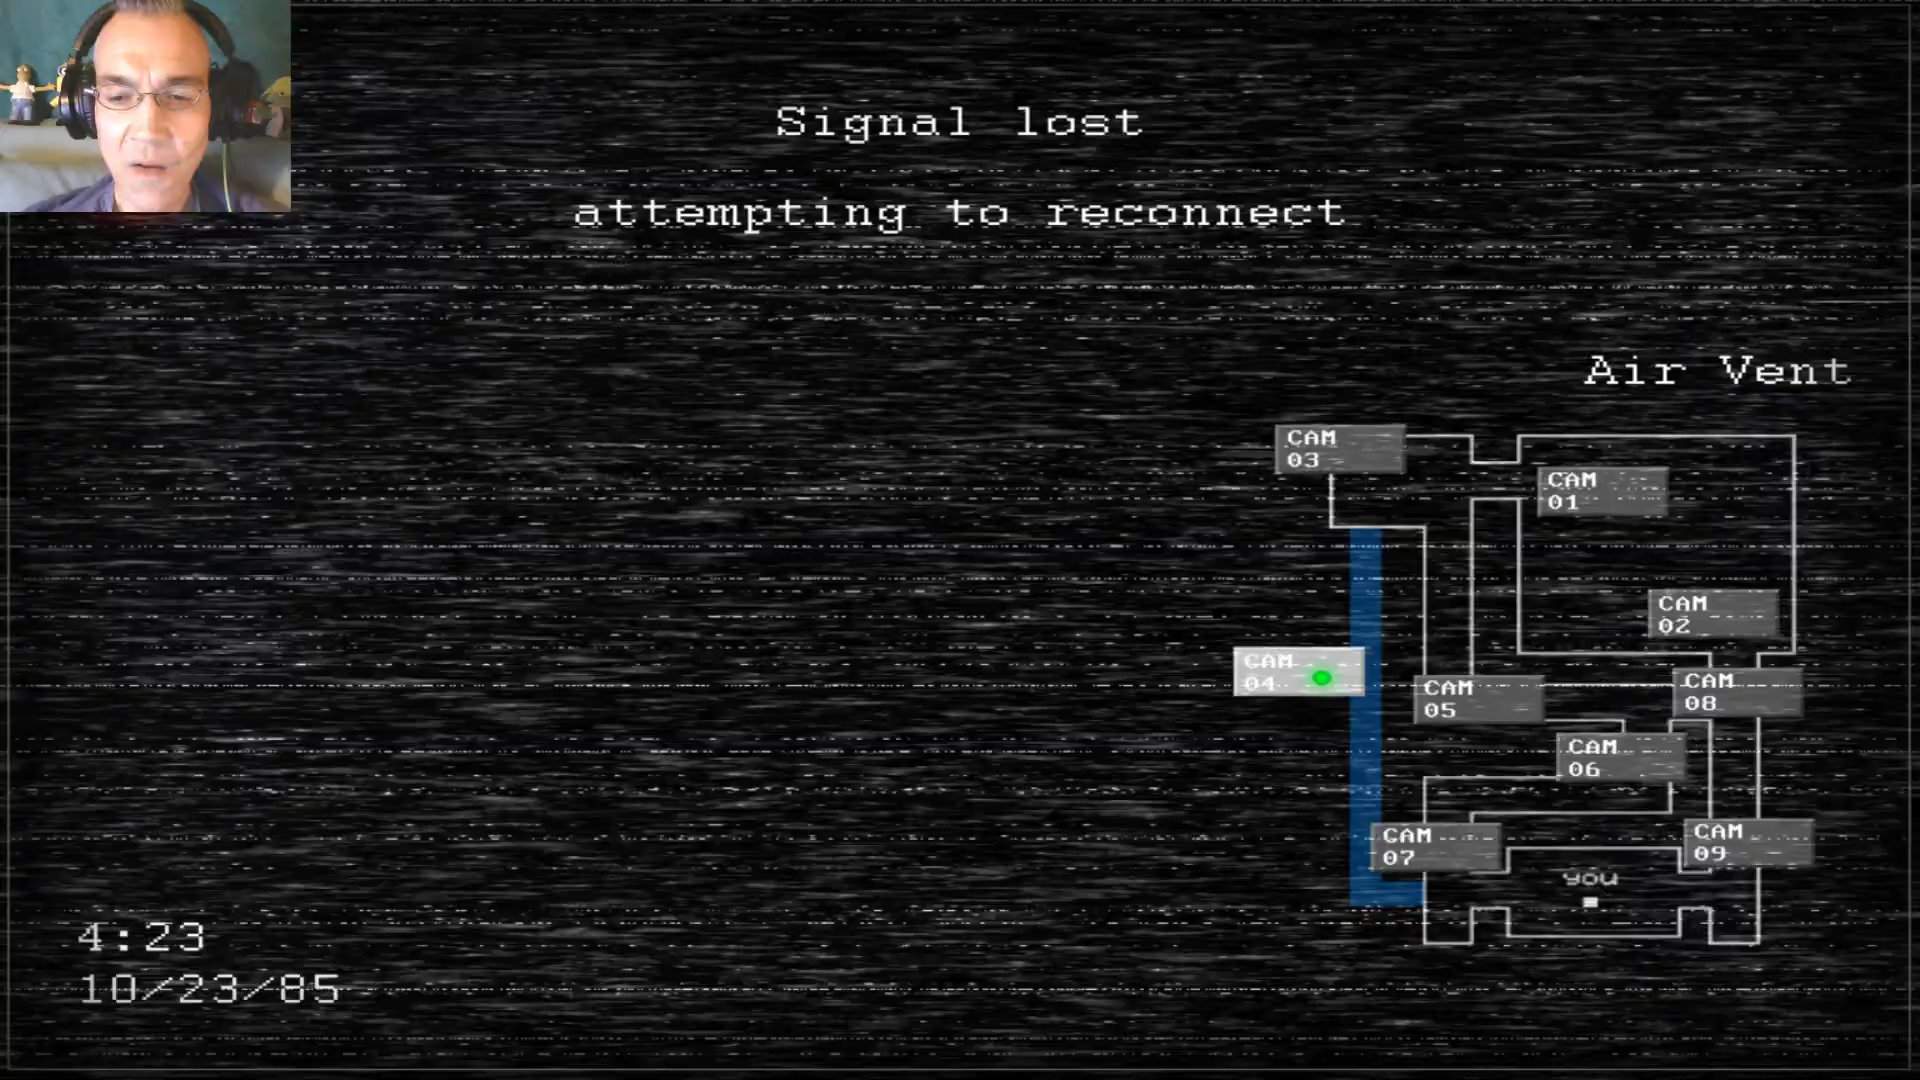 Signal lost
attempting to reconnect
Air Vent
CAM
03
CAM
01
CAM
02
CAM
04
CAM
05
CAM
08
CAM
06
CAM
07
CAM
09
you
4:23
10/23/85